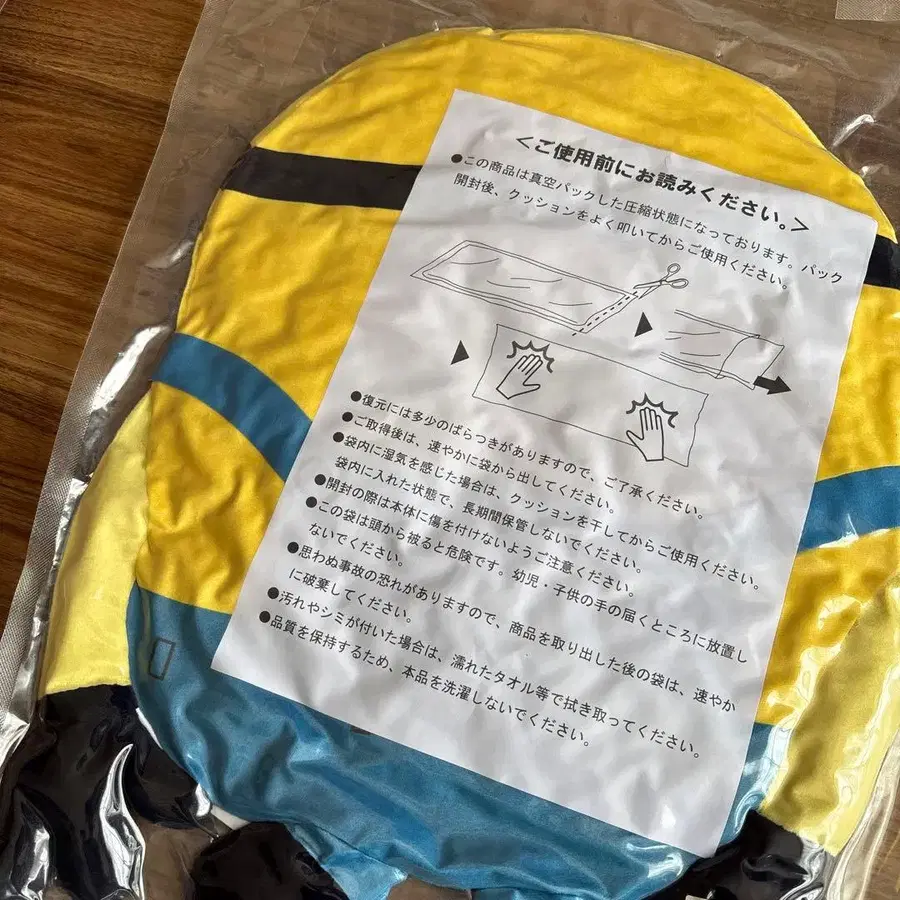 ＜ご使用前にお読みください。＞
●この商品は真空パックした圧縮状態になっております。パック
開封後、クッションをよく叩いてからご使用ください。
●復元には多少のばらつきがありますので、ご了承ください。
●ご取得後は、速やかに袋から出してください。
●袋内に湿気を感じた場合は、クッションを干してからご使用ください。
袋内に入れた状態で、長期間保管しないでください。
●開封の際は本体に傷を付けないようご注意ください。
●この袋は頭から被ると危険です。幼児・子供の手の届くところに放置し
ないでください。
●思わぬ事故の恐れがありますので、商品を取り出した後の袋は、速やか
に破棄してください。
●汚れやシミが付いた場合は、濡れたタオル等で拭き取ってください。
●品質を保持するため、本品を洗濯しないでください。